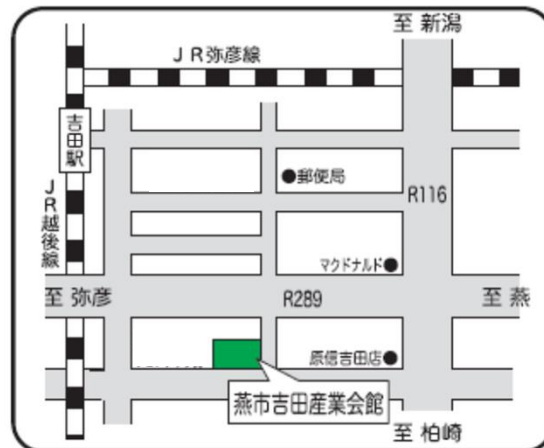 至 新潟
ＪＲ弥彦線
吉田駅
●郵便局
R116
ＪＲ越後線
マクドナルド●
至 弥彦
R289
至 燕
原信吉田店●
燕市吉田産業会館
至 柏崎